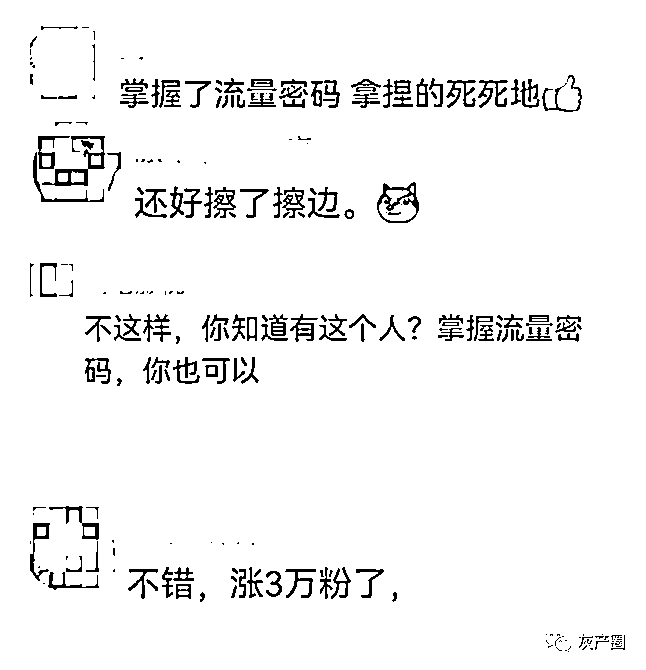 掌握了流量密码 拿捏的死死地👍
还好擦了擦边。
不这样，你知道有这个人？掌握流量密
码，你也可以
不错，涨3万粉了，
灰产圈